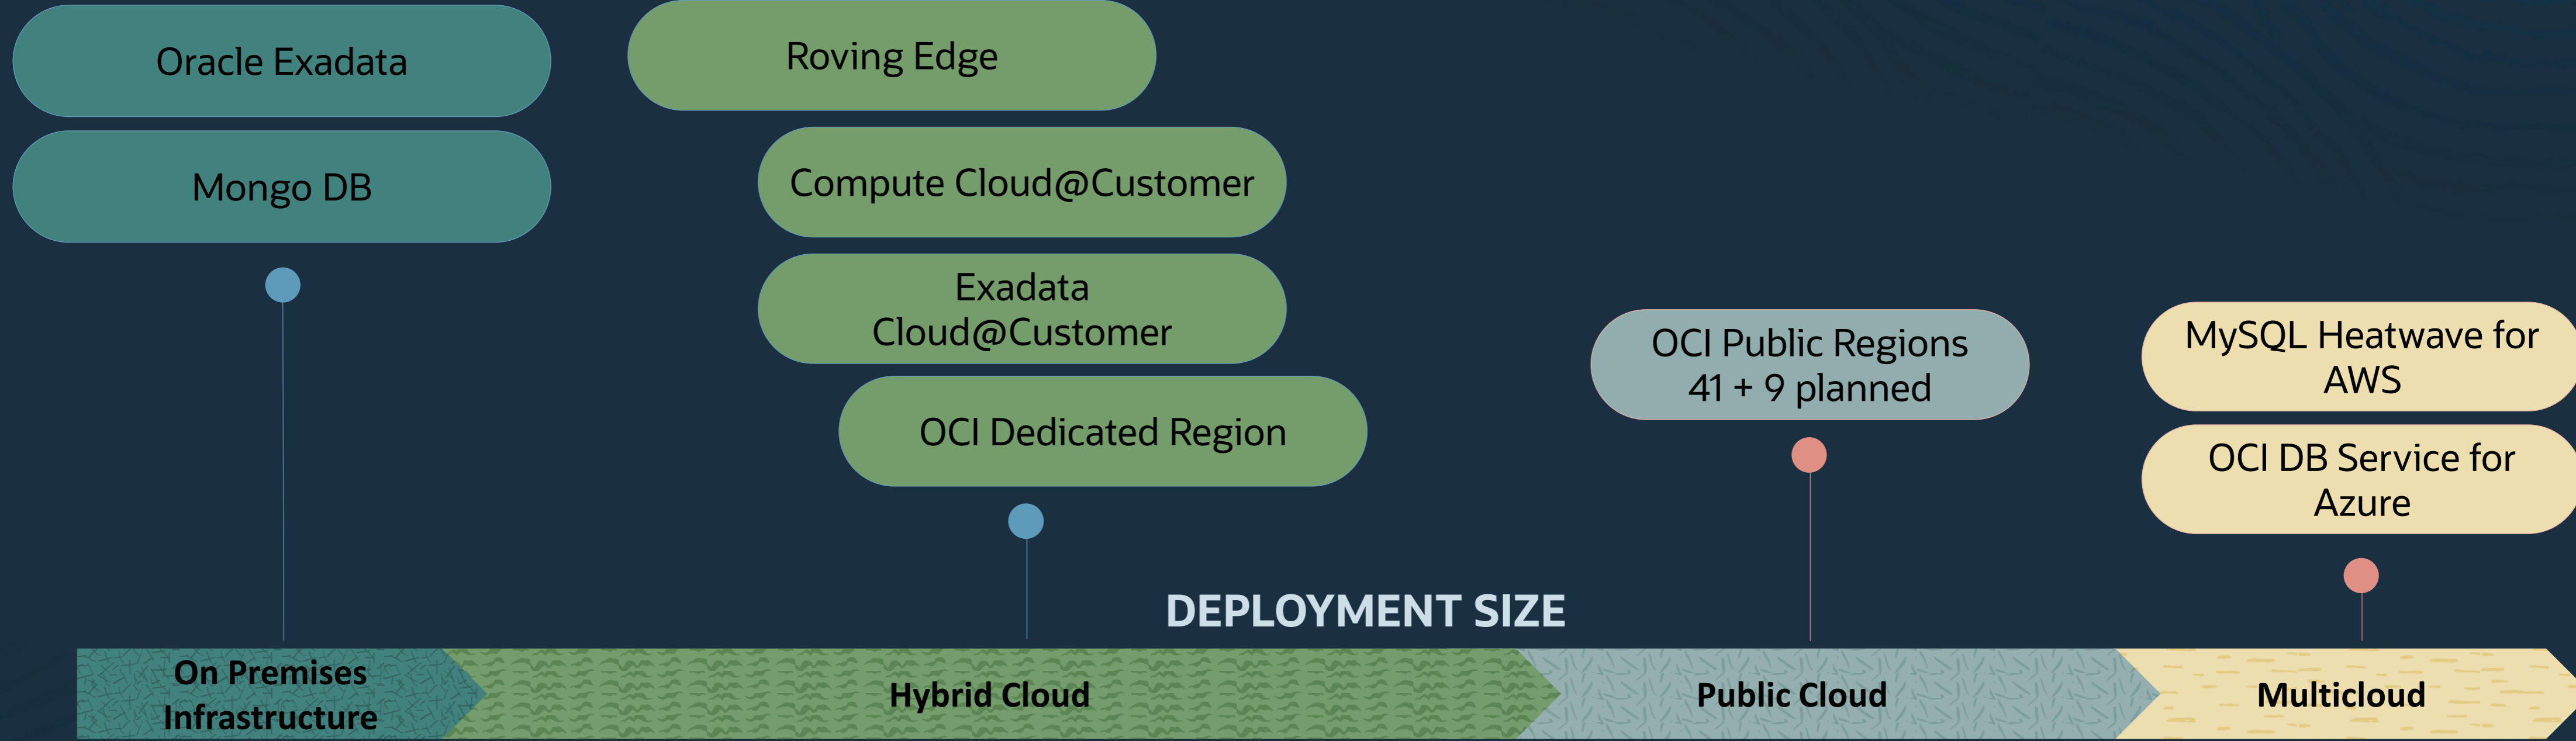 Oracle Exadata
Mongo DB
Roving Edge
Compute Cloud@Customer
Exadata
Cloud@Customer
OCI Dedicated Region
OCI Public Regions
41 + 9 planned
MySQL Heatwave for
AWS
OCI DB Service for
Azure
DEPLOYMENT SIZE
On Premises
Infrastructure
Hybrid Cloud
Public Cloud
Multicloud